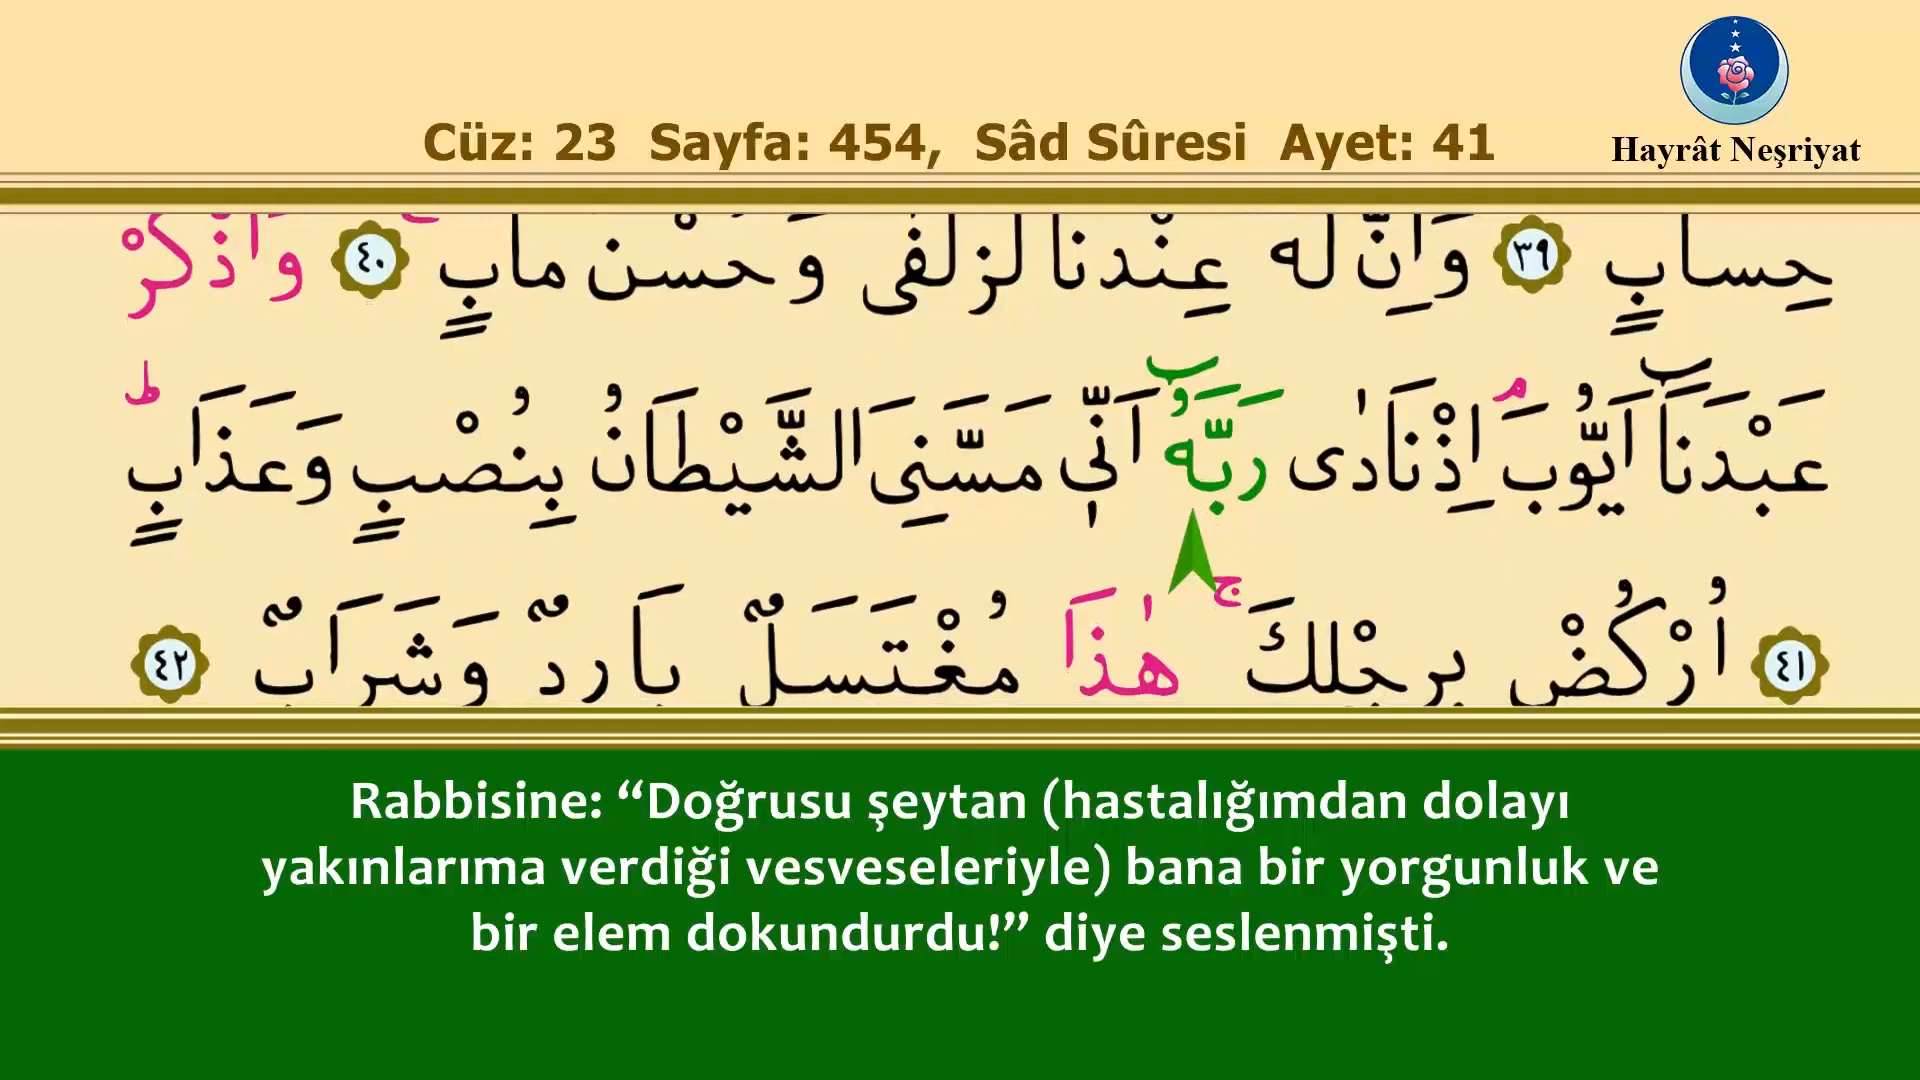 Hayrât Neşriyat
Cüz: 23 Sayfa: 454, Sâd Sûresi Ayet: 41
حِسَابٍ ٣٩ وَاِنَّ لَهُ عِنْدَنَا لَزُلْفٰى وَحُسْنَ مَاٰبٍ ٤٠ وَاذْكُرْ
عَبْدَنَاۤ اَيُّوبَۘ اِذْ نَادٰى رَبَّهُۤ اَنّٖي مَسَّنِيَ الشَّيْطَانُ بِنُصْبٍ وَعَذَابٍؕ
٤١ اُرْكُضْ بِرِجْلِكَۚ هٰذَا مُغْتَسَلٌ بَارِدٌ وَشَرَابٌ ٤٢
Rabbisine: “Doğrusu şeytan (hastalığımdan dolayı
yakınlarıma verdiği vesveseleriyle) bana bir yorgunluk ve
bir elem dokundurdu!” diye seslenmişti.